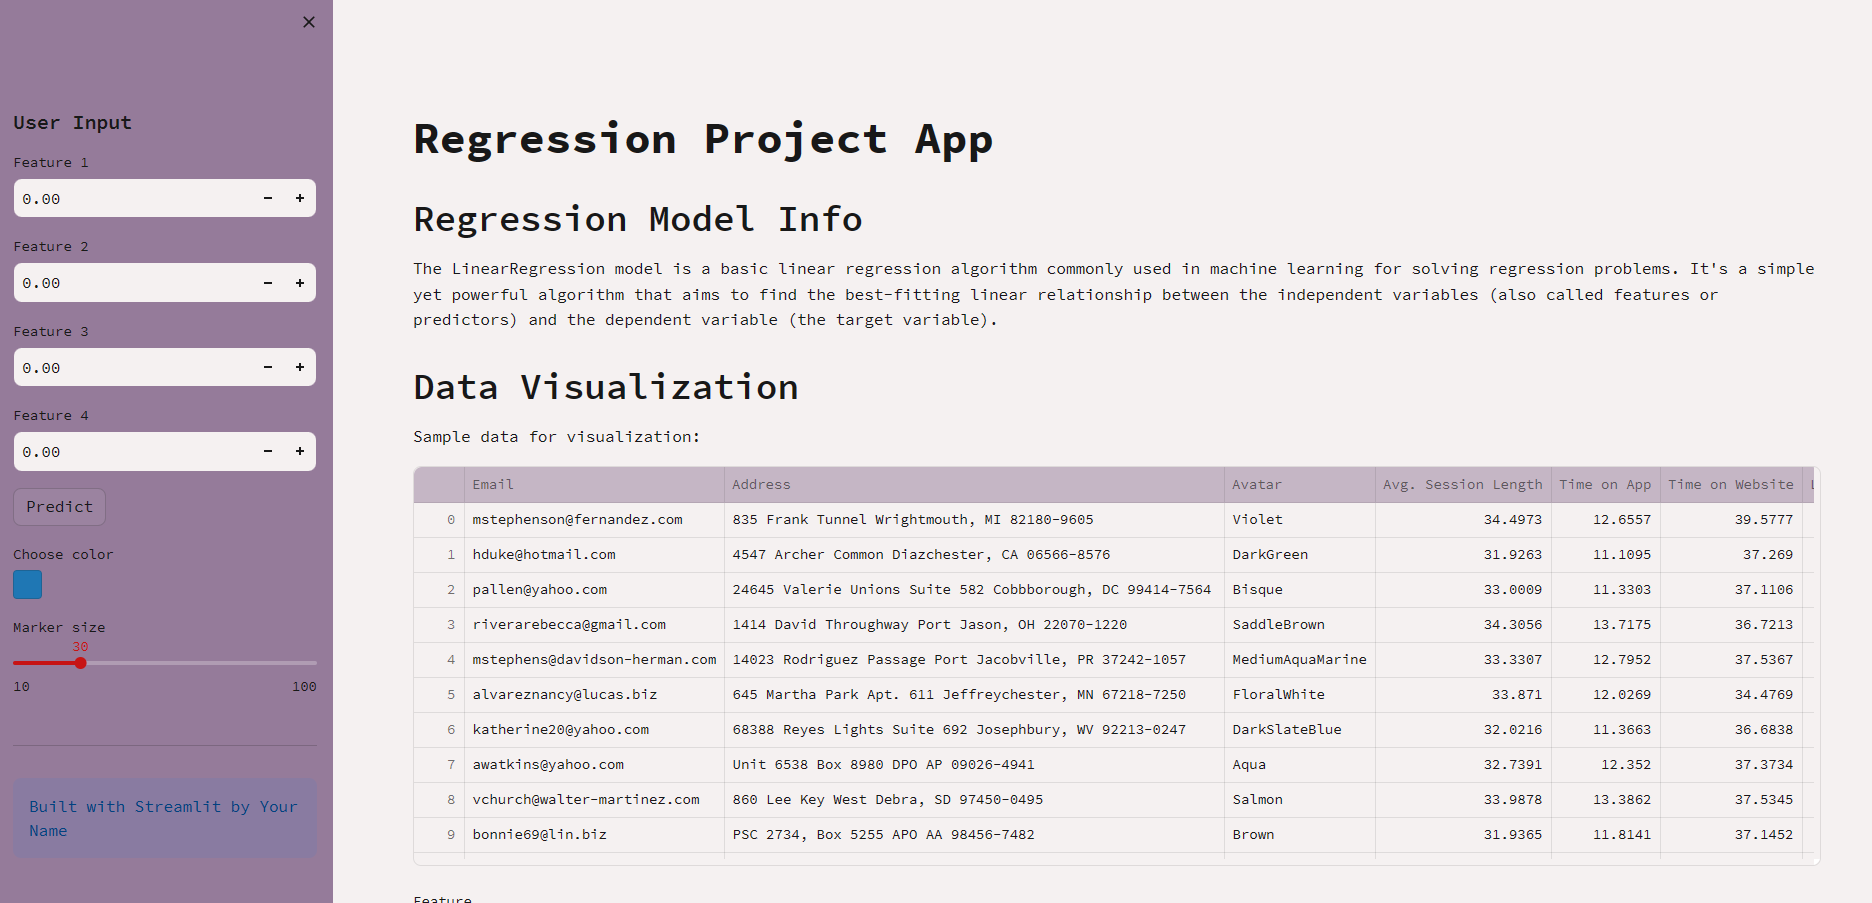 User Input
Feature 1
0.00
Feature 2
0.00
Feature 3
0.00
Feature 4
0.00
Predict
Choose color
Marker size
30
10 100
Built with Streamlit by Your
Name
Regression Project App
Regression Model Info
The LinearRegression model is a basic linear regression algorithm commonly used in machine learning for solving regression problems. It's a simple
yet powerful algorithm that aims to find the best-fitting linear relationship between the independent variables (also called features or
predictors) and the dependent variable (the target variable).
Data Visualization
Sample data for visualization:
Email Address Avatar Avg. Session Length Time on App Time on Website
0 mstephenson@fernandez.com 835 Frank Tunnel Wrightmouth, MI 82180-9605 Violet 34.4973 12.6557 39.5777
1 hduke@hotmail.com 4547 Archer Common Diazchester, CA 06566-8576 DarkGreen 31.9263 11.1095 37.269
2 pallen@yahoo.com 24645 Valerie Unions Suite 582 Cobbborough, DC 99414-7564 Bisque 33.0009 11.3303 37.1106
3 riverarebecca@gmail.com 1414 David Throughway Port Jason, OH 22070-1220 SaddleBrown 34.3056 13.7175 36.7213
4 mstephens@davidson-herman.com 14023 Rodriguez Passage Port Jacobville, PR 37242-1057 MediumAquaMarine 33.3307 12.7952 37.5367
5 alvareznancy@lucas.biz 645 Martha Park Apt. 611 Jeffreychester, MN 67218-7250 FloralWhite 33.871 12.0269 34.4769
6 katherine20@yahoo.com 68388 Reyes Lights Suite 692 Josephbury, WV 92213-0247 DarkSlateBlue 32.0216 11.3663 36.6838
7 awatkins@yahoo.com Unit 6538 Box 8980 DPO AP 09026-4941 Aqua 32.7391 12.352 37.3734
8 vchurch@walter-martinez.com 860 Lee Key West Debra, SD 97450-0495 Salmon 33.9878 13.3862 37.5345
9 bonnie69@lin.biz PSC 2734, Box 5255 APO AA 98456-7482 Brown 31.9365 11.8141 37.1452
Feature